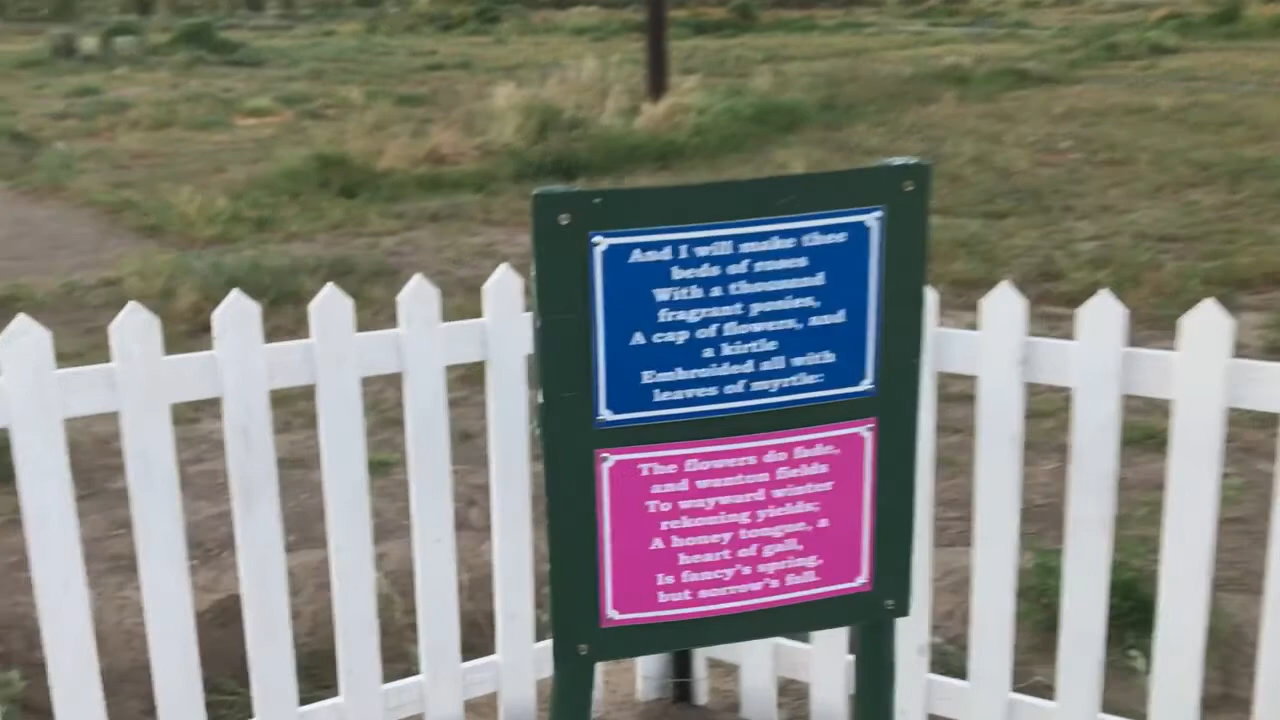 And I will make thee
beds of roses
With a thousand
fragrant posies,
A cap of flowers, and
a kirtle
Embroided all with
leaves of myrtle:
The flowers do fade,
and wanton fields
To wayward winter
rekoning yields;
A honey tongue, a
heart of gall,
Is fancy's spring,
but sorrow's fall.